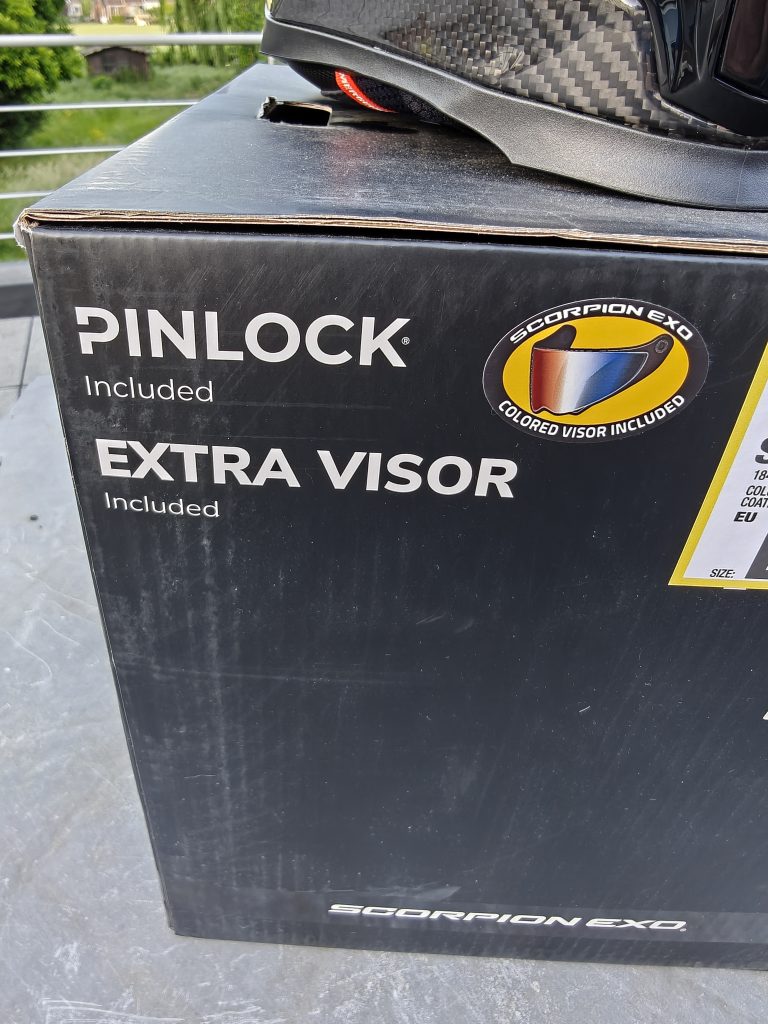 PINLOCK®
Included
EXTRA VISOR
Included
SCORPION EXO
COLORED VISOR INCLUDED
EU
SIZE:
SCORPION EXO